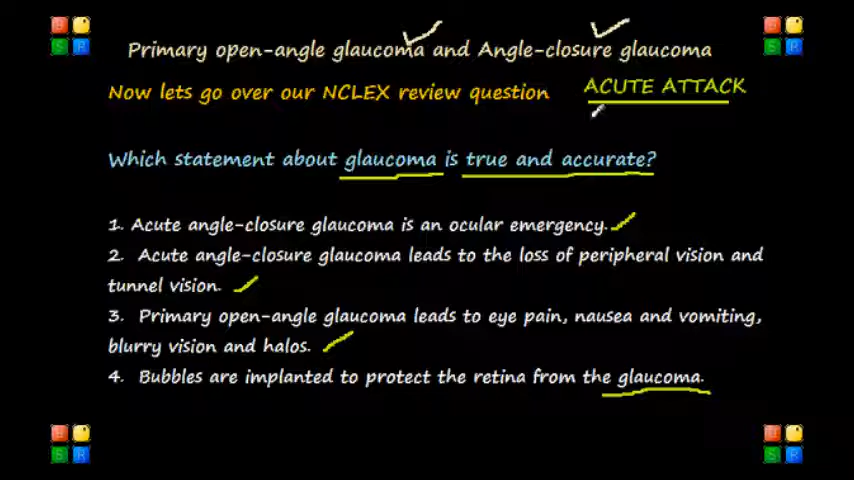 Primary open-angle glaucoma and Angle-closure glaucoma
Now lets go over our NCLEX review question ACUTE ATTACK
Which statement about glaucoma is true and accurate?
1. Acute angle-closure glaucoma is an ocular emergency.
2. Acute angle-closure glaucoma leads to the loss of peripheral vision and
tunnel vision.
3. Primary open-angle glaucoma leads to eye pain, nausea and vomiting,
blurry vision and halos.
4. Bubbles are implanted to protect the retina from the glaucoma.